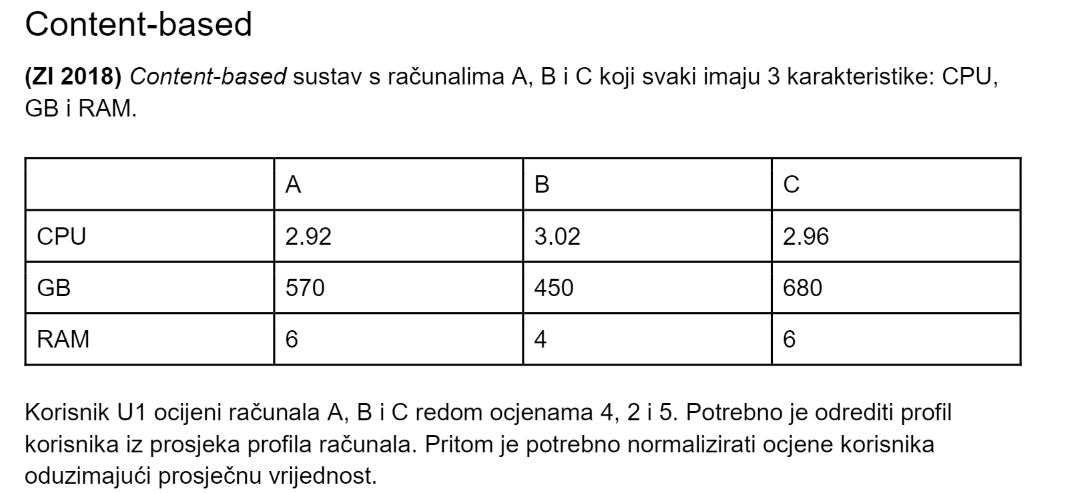 Content-based
(ZI 2018) Content-based sustav s računalima A, B i C koji svaki imaju 3 karakteristike: CPU,
GB i RAM.
A B C
CPU 2.92 3.02 2.96
GB 570 450 680
RAM 6 4 6
Korisnik U1 ocijeni računala A, B i C redom ocjenama 4, 2 i 5. Potrebno je odrediti profil
korisnika iz prosjeka profila računala. Pritom je potrebno normalizirati ocjene korisnika
oduzimajući prosječnu vrijednost.